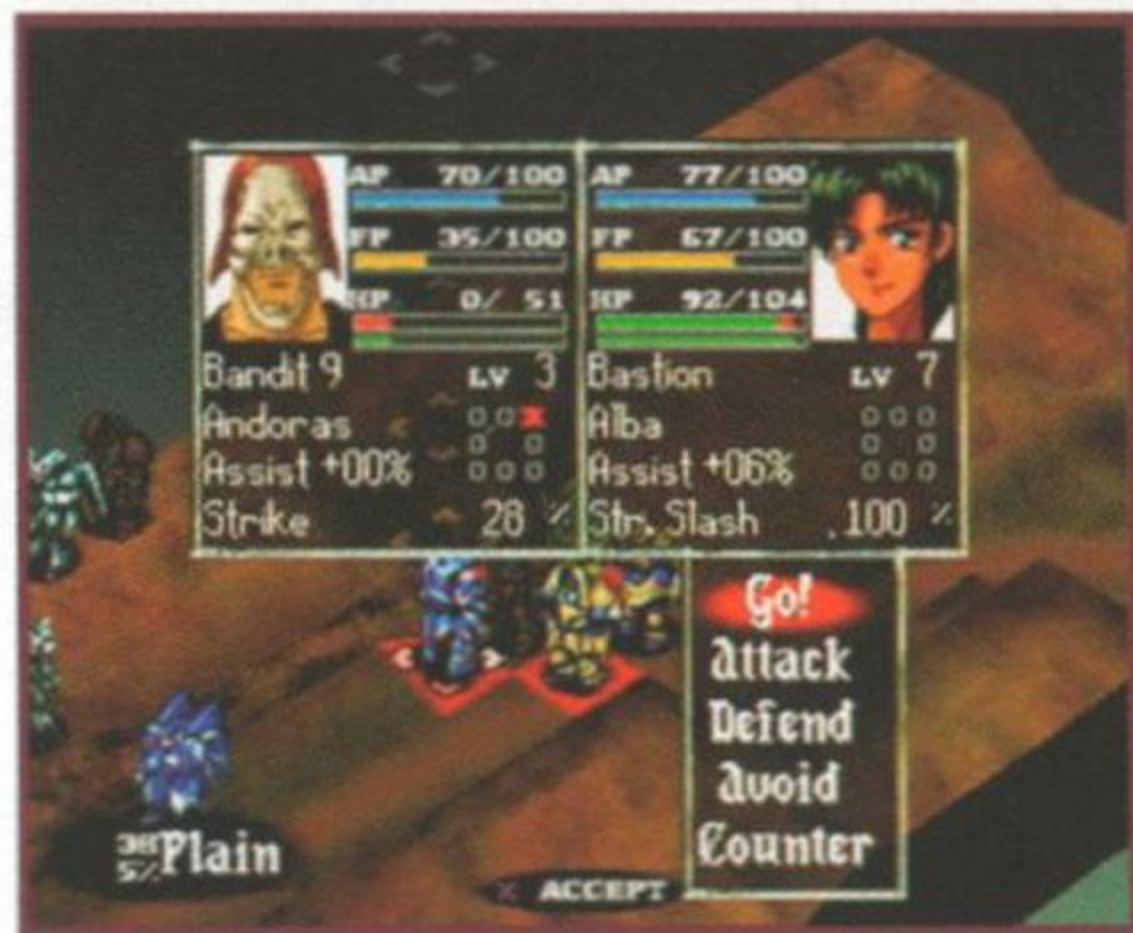 AP 70/100
FP 35/100
HP 0/ 51
Bandit 9 LV 3
Andoras
Assist +00%
Strike 28 %
AP 77/100
FP 67/100
HP 92/104
Bastion LV 7
Alba
Assist +06%
Str. Slash 100 %
Go!
Attack
Defend
Avoid
Counter
5% Plain
× ACCEPT